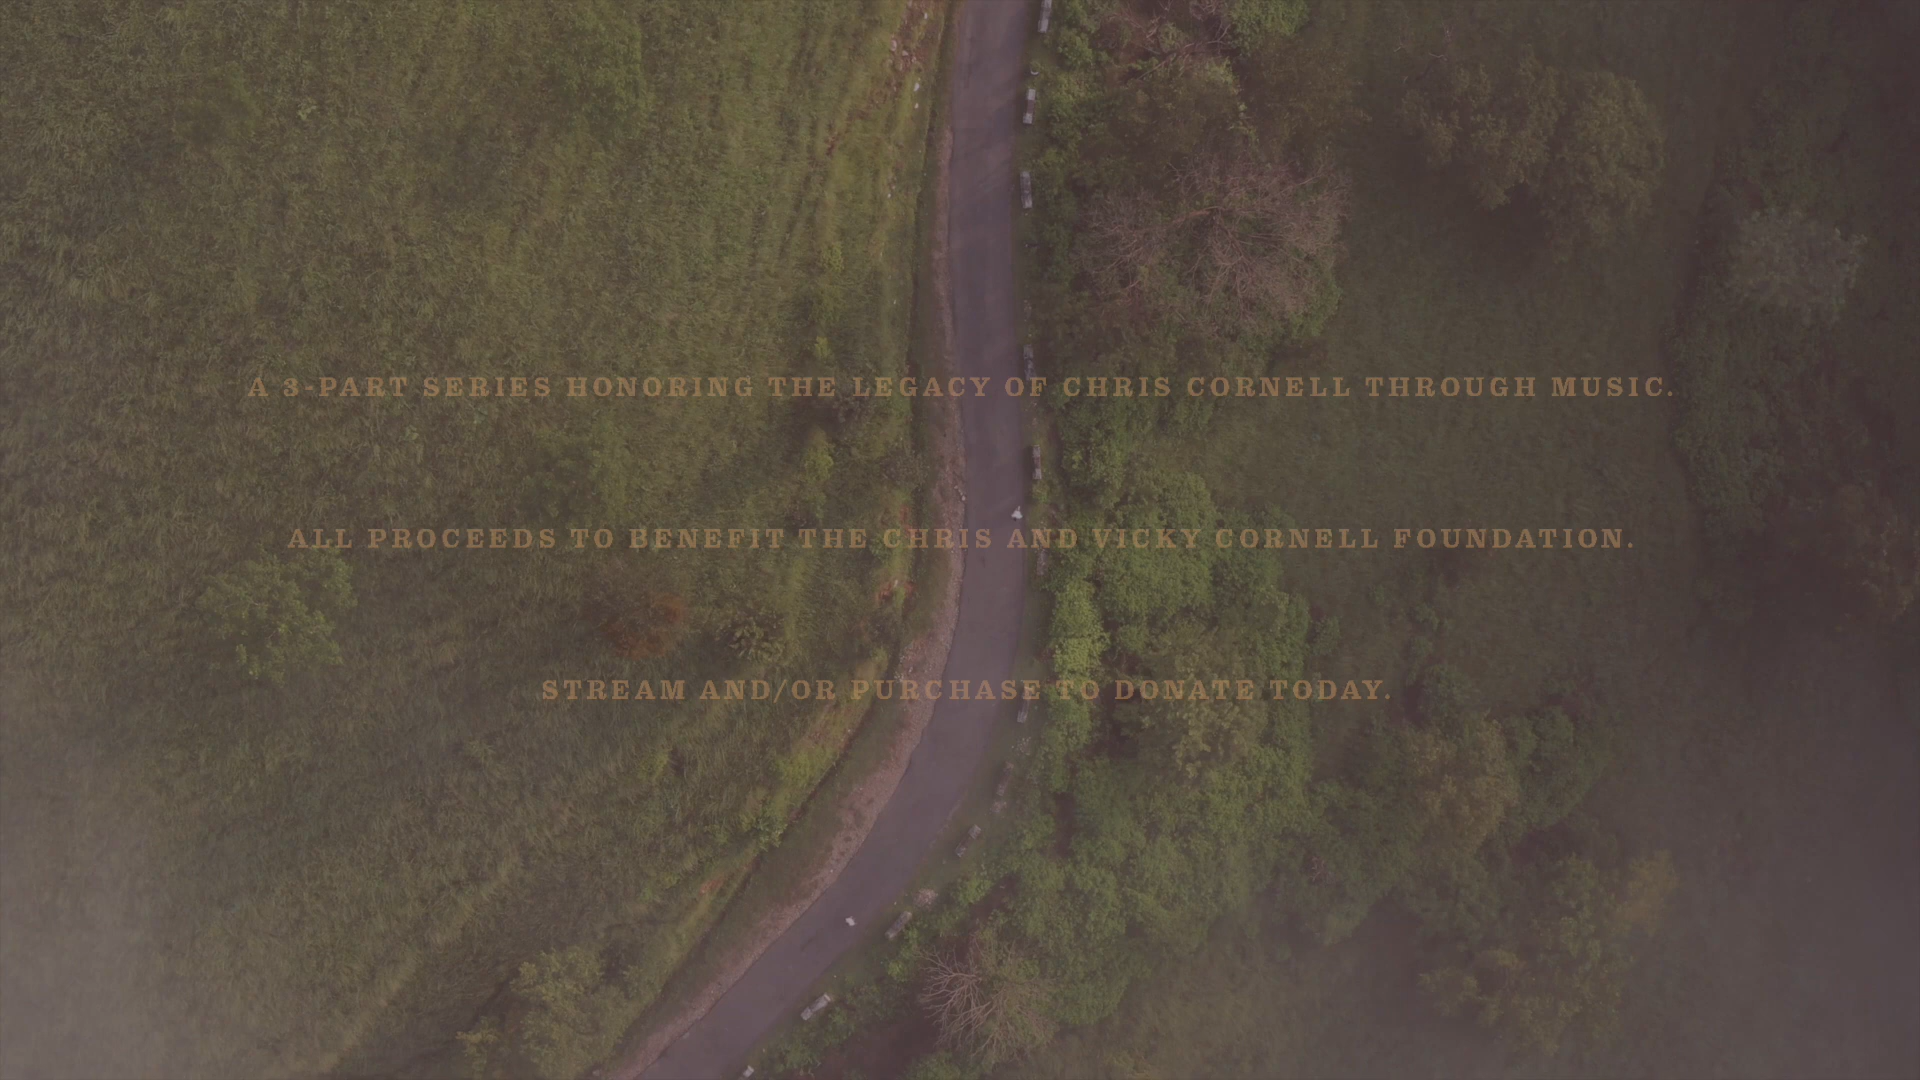 A 3-PART SERIES HONORING THE LEGACY OF CHRIS CORNELL THROUGH MUSIC.
ALL PROCEEDS TO BENEFIT THE CHRIS AND VICKY CORNELL FOUNDATION.
STREAM AND/OR PURCHASE TO DONATE TODAY.